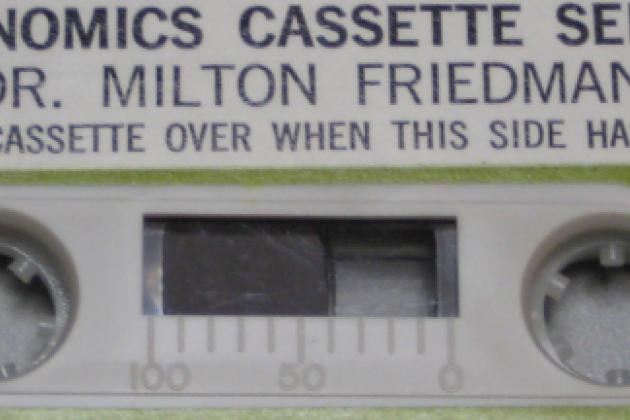 NOMICS CASSETTE SE
DR. MILTON FRIEDMAN
CASSETTE OVER WHEN THIS SIDE HA
100 50 0